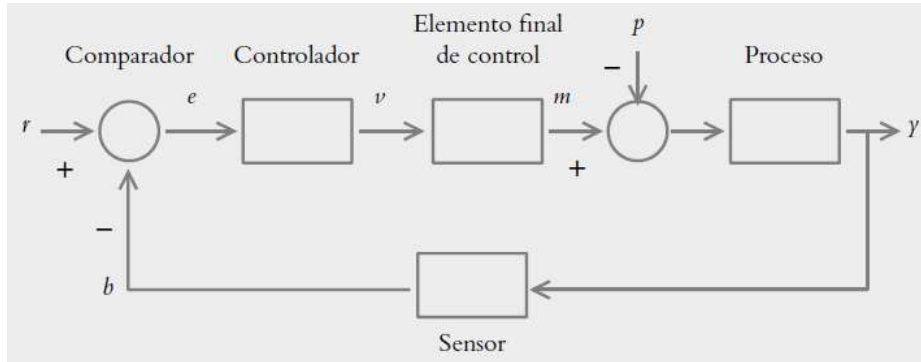 Elemento final
de control
p
Comparador
Controlador
Proceso
−
e
v
m
r
y
+
+
−
b
Sensor